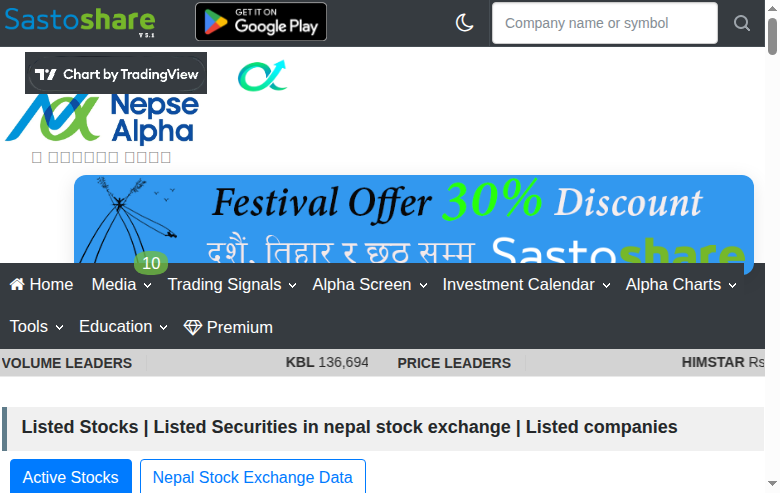 Sastoshare
GET IT ON
Google Play
Company name or symbol
Chart by TradingView
Nepse
Alpha
Festival Offer 30% Discount
दशैं, तिहार र छठ सम्म Sastoshare
10
Home Media Trading Signals Alpha Screen Investment Calendar Alpha Charts
Tools Education Premium
VOLUME LEADERS KBL 136,694 PRICE LEADERS HIMSTAR Rs
Listed Stocks | Listed Securities in nepal stock exchange | Listed companies
Active Stocks Nepal Stock Exchange Data